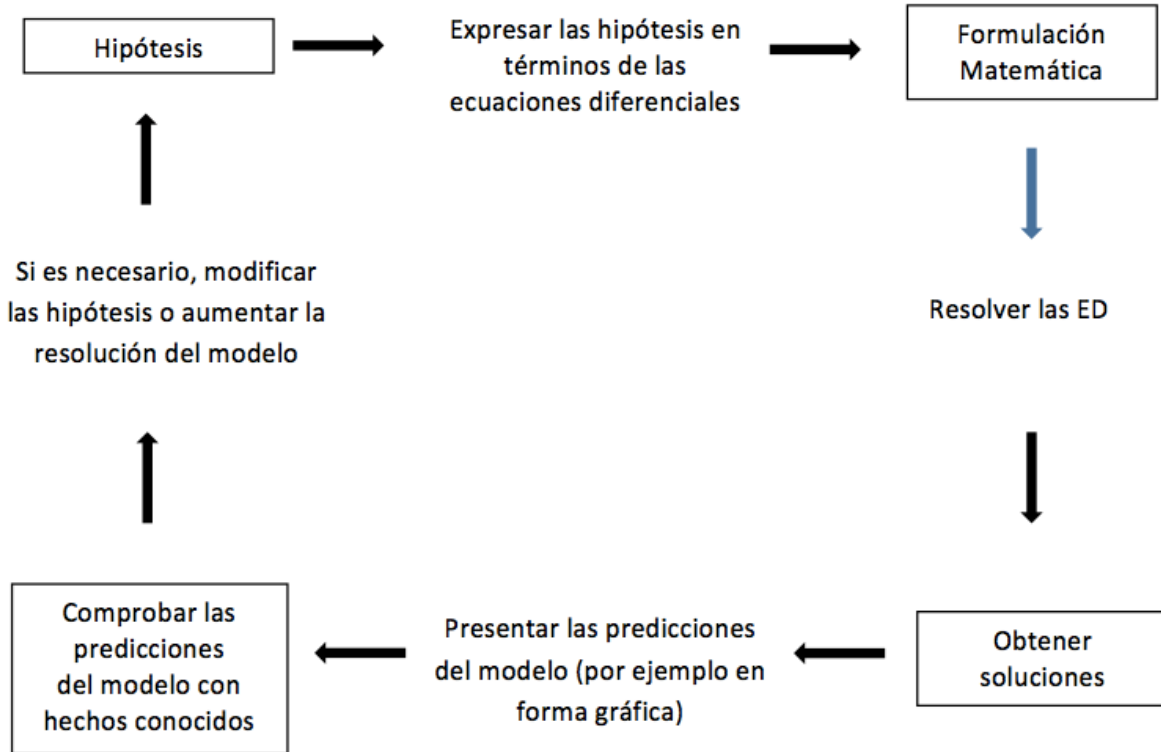 Hipótesis
Expresar las hipótesis en
términos de las
ecuaciones diferenciales
Formulación
Matemática
Resolver las ED
Obtener
soluciones
Presentar las predicciones
del modelo (por ejemplo en
forma gráfica)
Comprobar las
predicciones
del modelo con
hechos conocidos
Si es necesario, modificar
las hipótesis o aumentar la
resolución del modelo